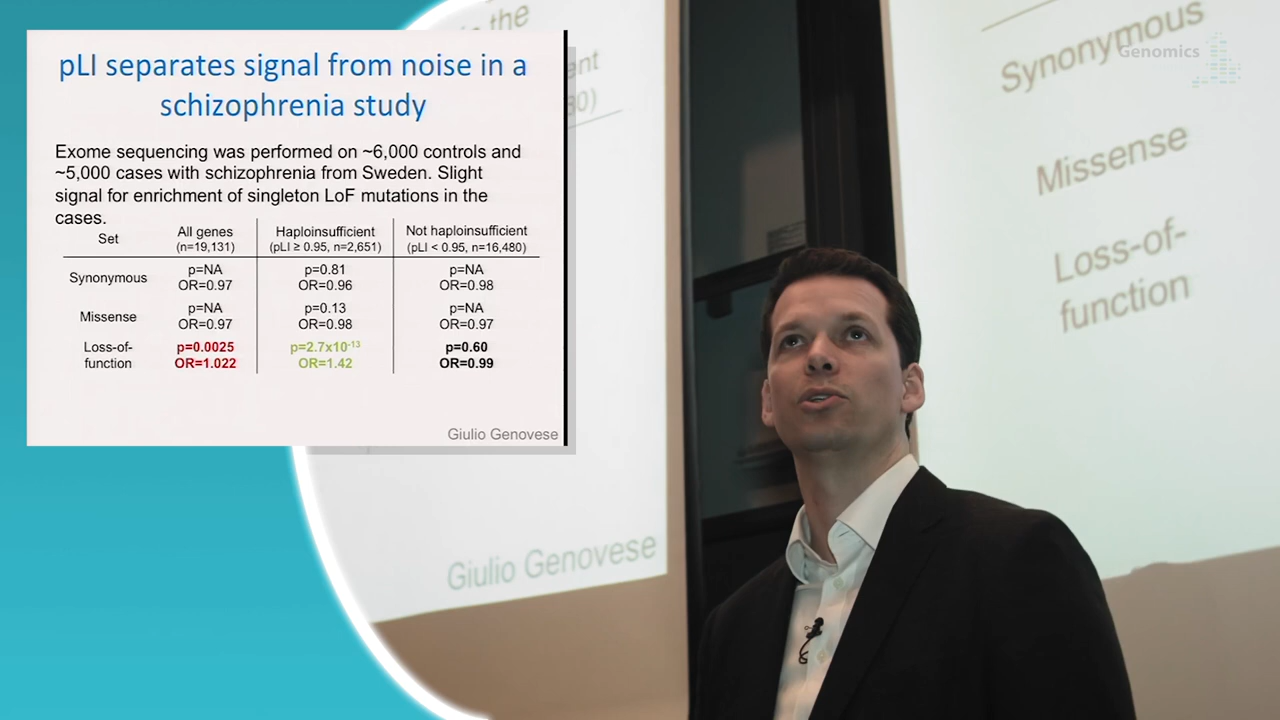 pLI separates signal from noise in a
schizophrenia study
Exome sequencing was performed on ~6,000 controls and
~5,000 cases with schizophrenia from Sweden. Slight
signal for enrichment of singleton LoF mutations in the
cases.
Set All genes (n=19,131) Haploinsufficient (pLI ≥ 0.95, n=2,651) Not haploinsufficient (pLI < 0.95, n=16,480)
Synonymous p=NA OR=0.97 p=0.81 OR=0.96 p=NA OR=0.98
Missense p=NA OR=0.97 p=0.13 OR=0.98 p=NA OR=0.97
Loss-of-function p=0.0025 OR=1.022 p=2.7x10⁻¹³ OR=1.42 p=0.60 OR=0.99
Giulio Genovese
the
Giulio Genovese
Synonymous
Missense
Loss-of-
function
Genomics